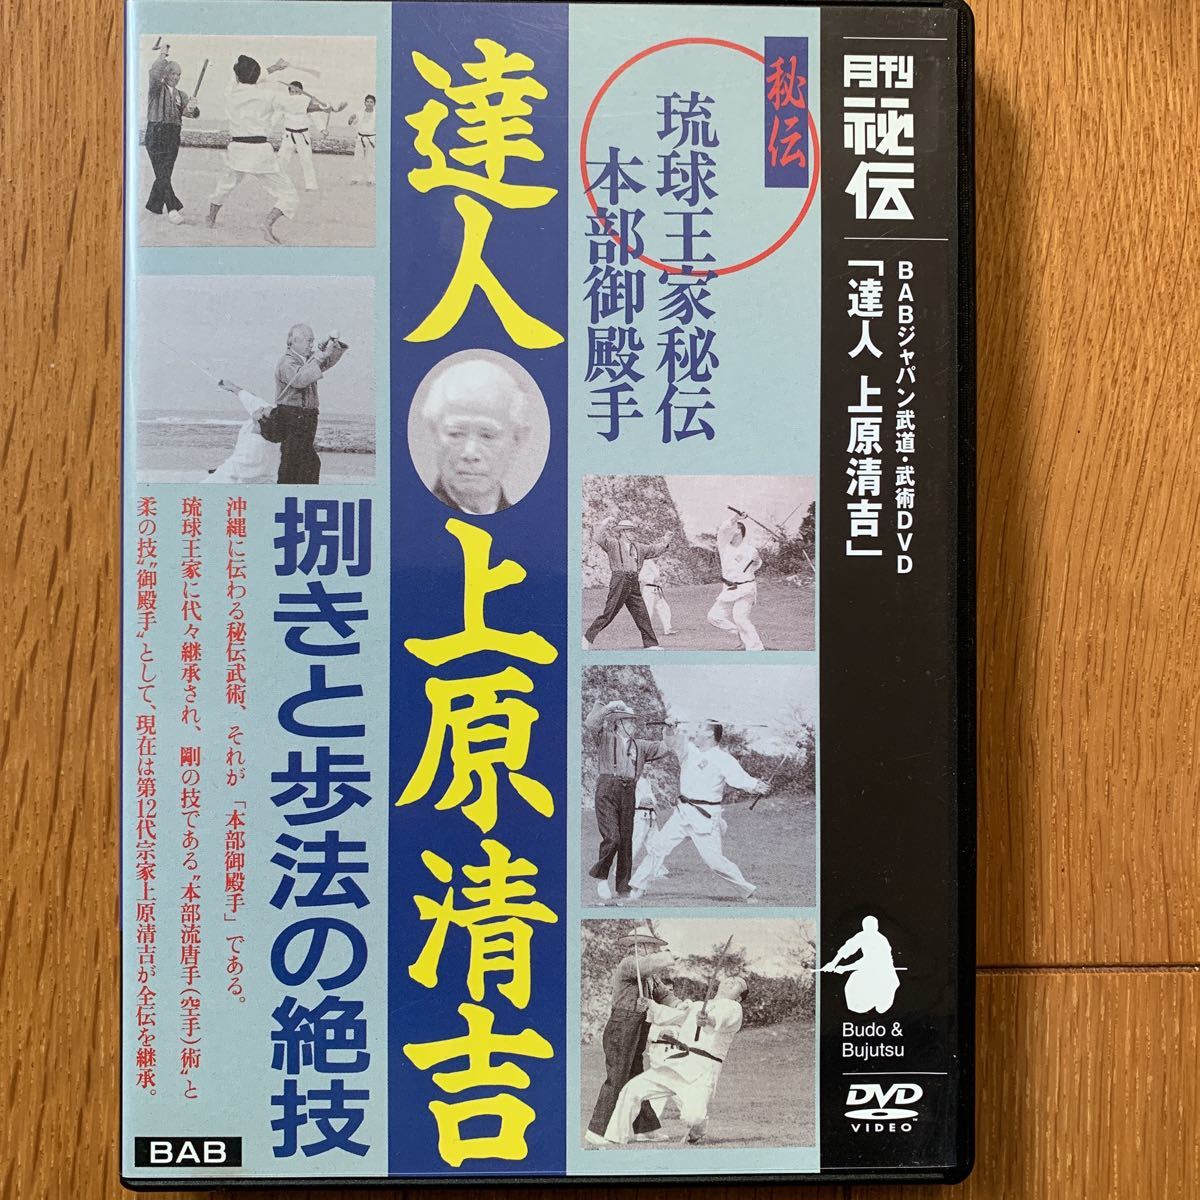 月刊
秘伝
BABジャパン武道・武術DVD
「達人 上原清吉」
Budo &
Bujutsu
DVD
VIDEO
秘伝
琉球王家秘伝
本部御殿手
達人
上原清吉
捌きと歩法の絶技
沖縄に伝わる秘伝武術、それが「本部御殿手」である。
琉球王家に代々継承され、剛の技である〝本部流唐手（空手）術〟と
柔の技〝御殿手〟として、現在は第12代宗家上原清吉が全伝を継承。
BAB